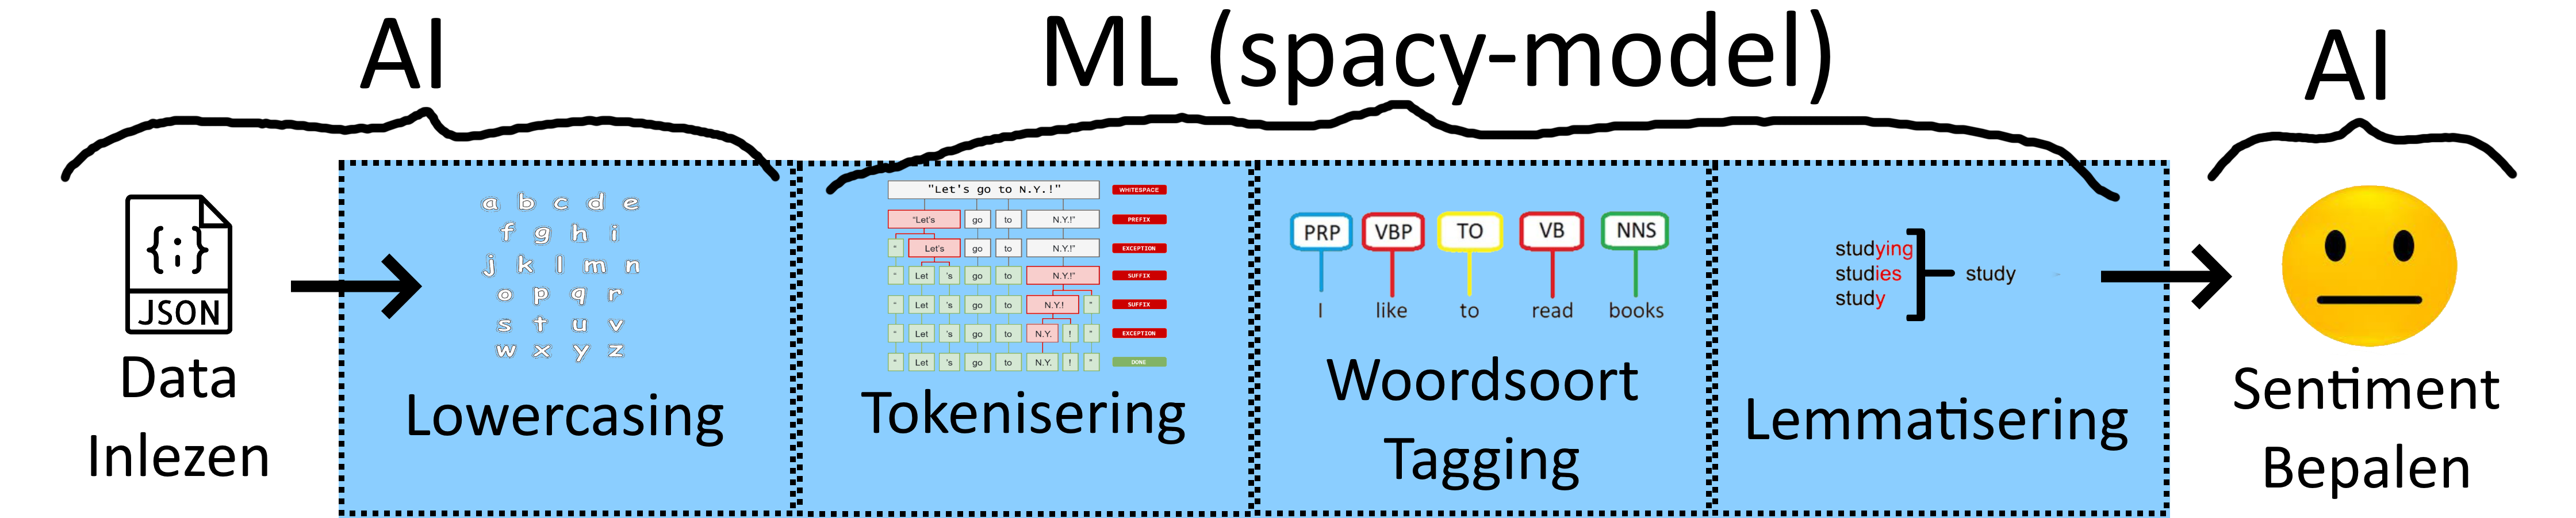 AI
ML (spacy-model)
AI
{;}
JSON
Data
Inlezen
a b c d e
f g h i
j k l m n
o p q r
s t u v
w x y z
Lowercasing
"Let's go to N.Y.!" WHITESPACE
"Let's go to N.Y.!" PREFIX
" Let's go to N.Y.!" EXCEPTION
" Let 's go to N.Y.!" SUFFIX
" Let 's go to N.Y.! " SUFFIX
" Let 's go to N.Y. ! " EXCEPTION
" Let 's go to N.Y. ! " DONE
Tokenisering
PRP VBP TO VB NNS
I like to read books
Woordsoort
Tagging
studying
studies
study
study
Lemmatisering
Sentiment
Bepalen